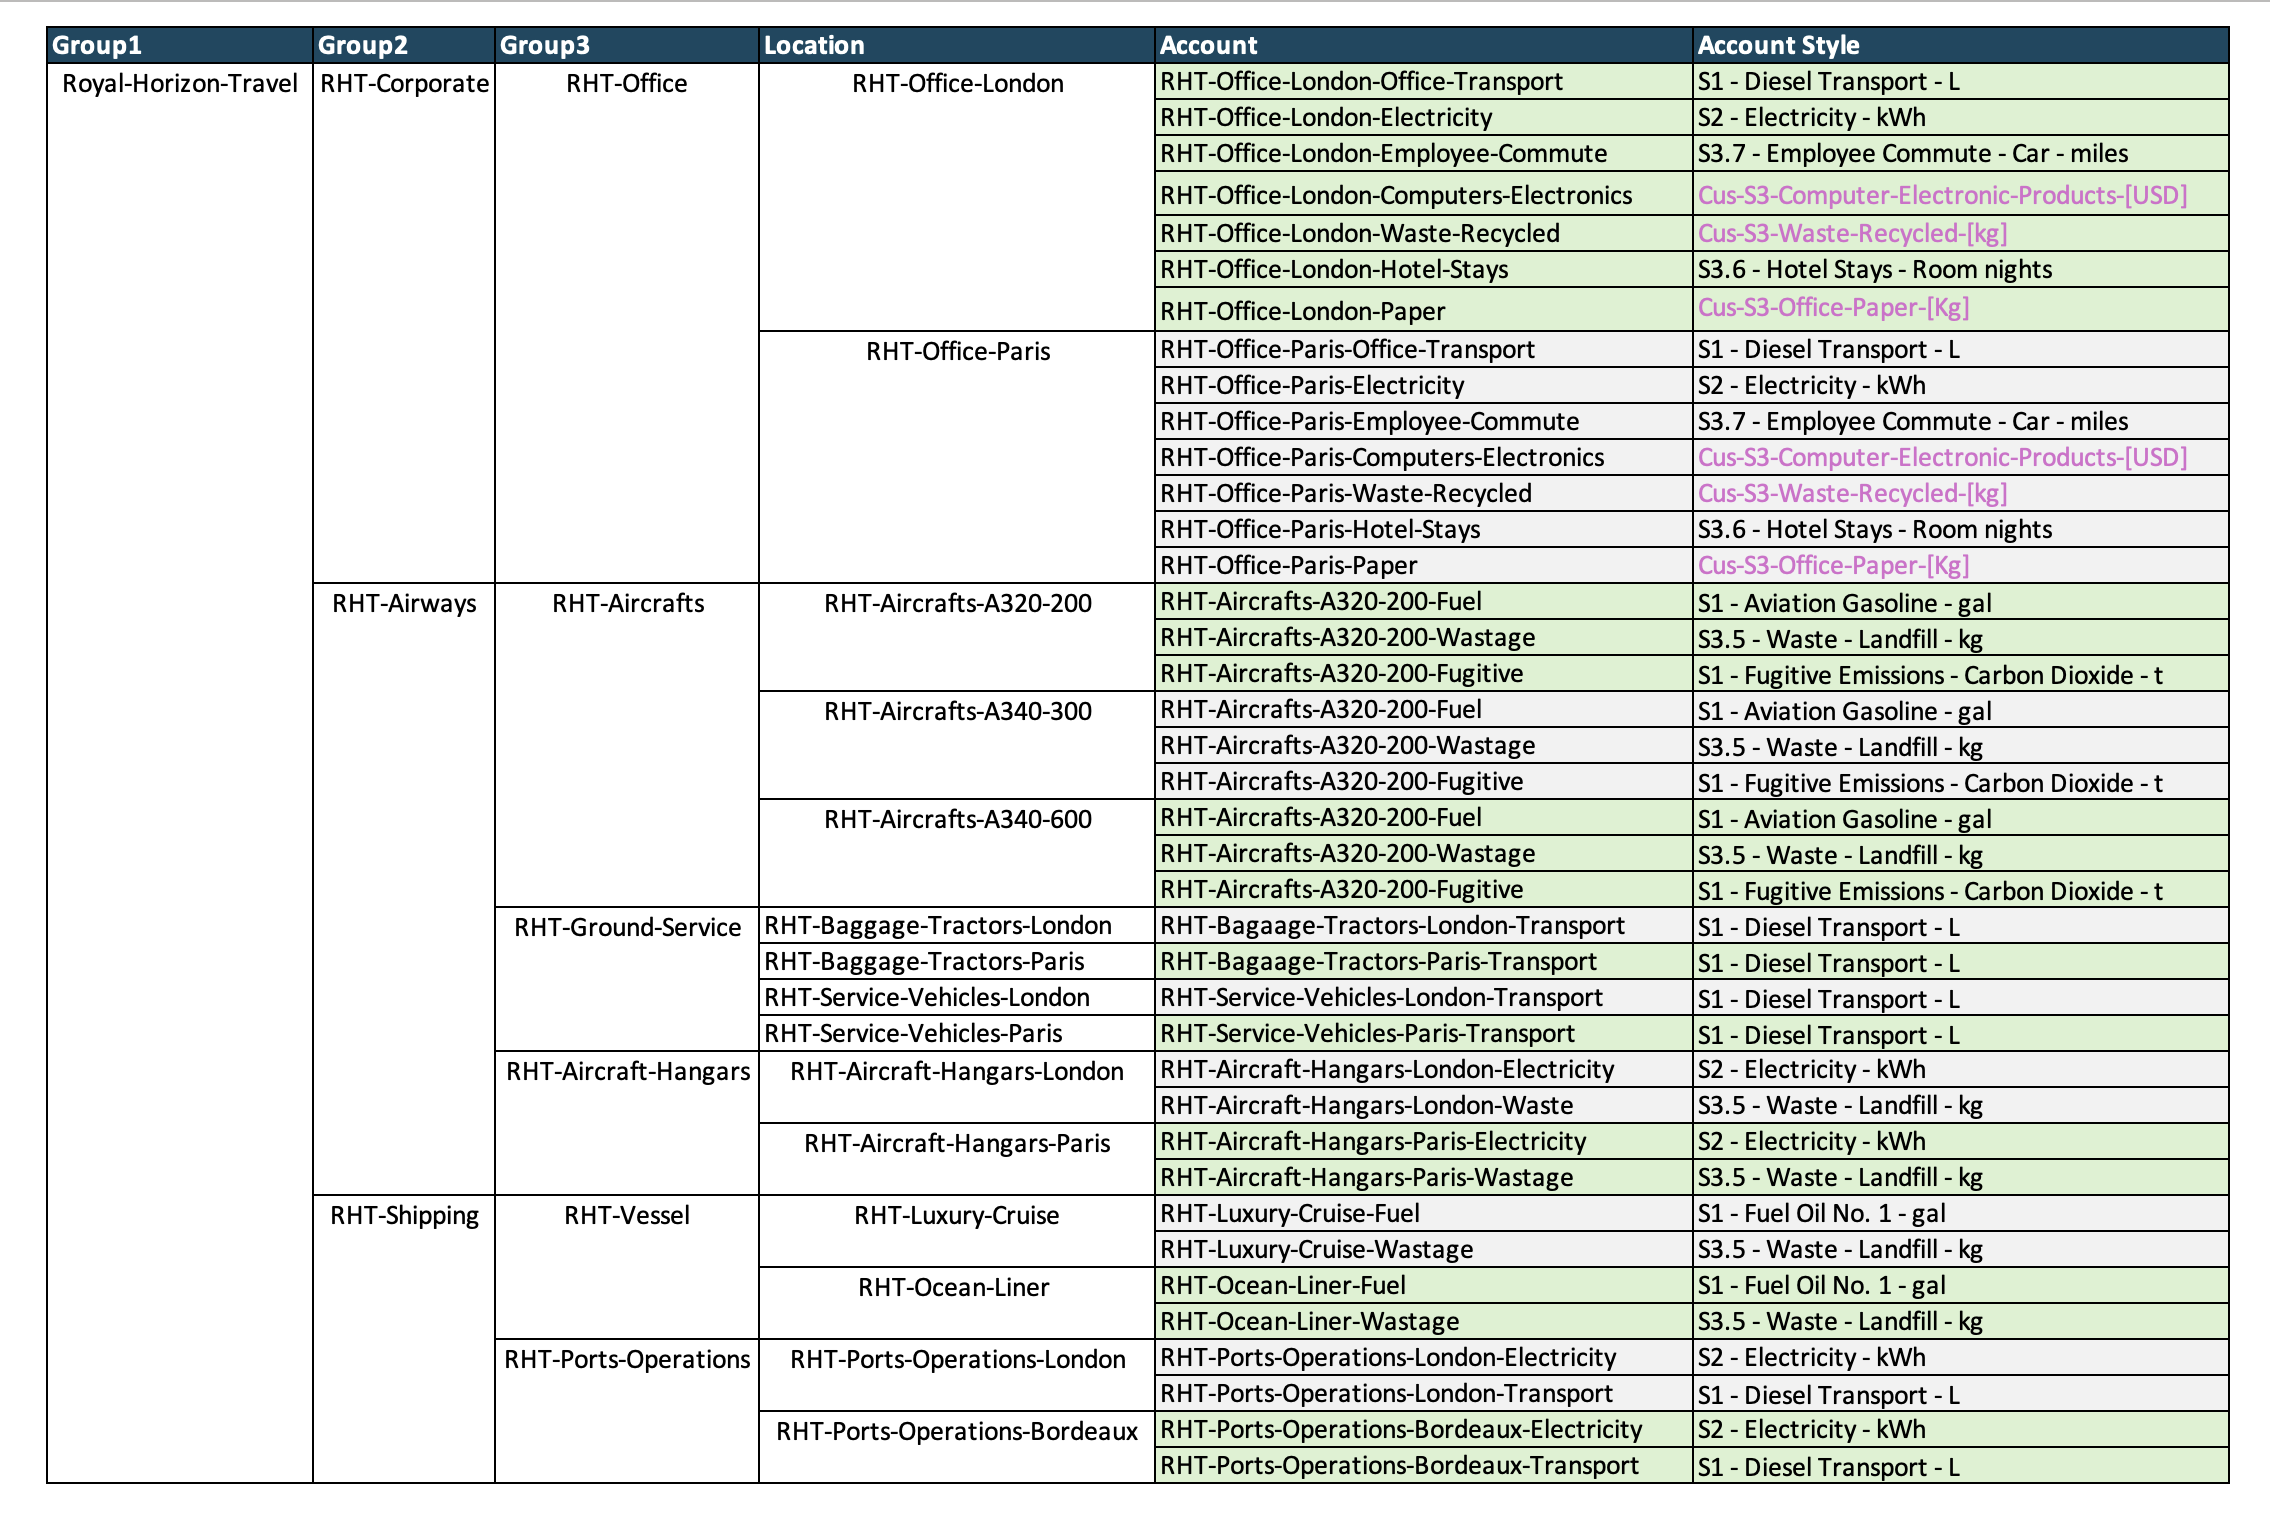 Group1 Group2 Group3 Location Account Account Style
Royal-Horizon-Travel RHT-Corporate RHT-Office RHT-Office-London RHT-Office-London-Office-Transport S1 - Diesel Transport - L
RHT-Office-London-Electricity S2 - Electricity - kWh
RHT-Office-London-Employee-Commute S3.7 - Employee Commute - Car - miles
RHT-Office-London-Computers-Electronics Cus-S3-Computer-Electronic-Products-[USD]
RHT-Office-London-Waste-Recycled Cus-S3-Waste-Recycled-[kg]
RHT-Office-London-Hotel-Stays S3.6 - Hotel Stays - Room nights
RHT-Office-London-Paper Cus-S3-Office-Paper-[Kg]
RHT-Office-Paris RHT-Office-Paris-Office-Transport S1 - Diesel Transport - L
RHT-Office-Paris-Electricity S2 - Electricity - kWh
RHT-Office-Paris-Employee-Commute S3.7 - Employee Commute - Car - miles
RHT-Office-Paris-Computers-Electronics Cus-S3-Computer-Electronic-Products-[USD]
RHT-Office-Paris-Waste-Recycled Cus-S3-Waste-Recycled-[kg]
RHT-Office-Paris-Hotel-Stays S3.6 - Hotel Stays - Room nights
RHT-Office-Paris-Paper Cus-S3-Office-Paper-[Kg]
RHT-Airways RHT-Aircrafts RHT-Aircrafts-A320-200 RHT-Aircrafts-A320-200-Fuel S1 - Aviation Gasoline - gal
RHT-Aircrafts-A320-200-Wastage S3.5 - Waste - Landfill - kg
RHT-Aircrafts-A320-200-Fugitive S1 - Fugitive Emissions - Carbon Dioxide - t
RHT-Aircrafts-A340-300 RHT-Aircrafts-A320-200-Fuel S1 - Aviation Gasoline - gal
RHT-Aircrafts-A320-200-Wastage S3.5 - Waste - Landfill - kg
RHT-Aircrafts-A320-200-Fugitive S1 - Fugitive Emissions - Carbon Dioxide - t
RHT-Aircrafts-A340-600 RHT-Aircrafts-A320-200-Fuel S1 - Aviation Gasoline - gal
RHT-Aircrafts-A320-200-Wastage S3.5 - Waste - Landfill - kg
RHT-Aircrafts-A320-200-Fugitive S1 - Fugitive Emissions - Carbon Dioxide - t
RHT-Ground-Service RHT-Baggage-Tractors-London RHT-Bagaage-Tractors-London-Transport S1 - Diesel Transport - L
RHT-Baggage-Tractors-Paris RHT-Bagaage-Tractors-Paris-Transport S1 - Diesel Transport - L
RHT-Service-Vehicles-London RHT-Service-Vehicles-London-Transport S1 - Diesel Transport - L
RHT-Service-Vehicles-Paris RHT-Service-Vehicles-Paris-Transport S1 - Diesel Transport - L
RHT-Aircraft-Hangars RHT-Aircraft-Hangars-London RHT-Aircraft-Hangars-London-Electricity S2 - Electricity - kWh
RHT-Aircraft-Hangars-London-Waste S3.5 - Waste - Landfill - kg
RHT-Aircraft-Hangars-Paris RHT-Aircraft-Hangars-Paris-Electricity S2 - Electricity - kWh
RHT-Aircraft-Hangars-Paris-Wastage S3.5 - Waste - Landfill - kg
RHT-Shipping RHT-Vessel RHT-Luxury-Cruise RHT-Luxury-Cruise-Fuel S1 - Fuel Oil No. 1 - gal
RHT-Luxury-Cruise-Wastage S3.5 - Waste - Landfill - kg
RHT-Ocean-Liner RHT-Ocean-Liner-Fuel S1 - Fuel Oil No. 1 - gal
RHT-Ocean-Liner-Wastage S3.5 - Waste - Landfill - kg
RHT-Ports-Operations RHT-Ports-Operations-London RHT-Ports-Operations-London-Electricity S2 - Electricity - kWh
RHT-Ports-Operations-London-Transport S1 - Diesel Transport - L
RHT-Ports-Operations-Bordeaux RHT-Ports-Operations-Bordeaux-Electricity S2 - Electricity - kWh
RHT-Ports-Operations-Bordeaux-Transport S1 - Diesel Transport - L